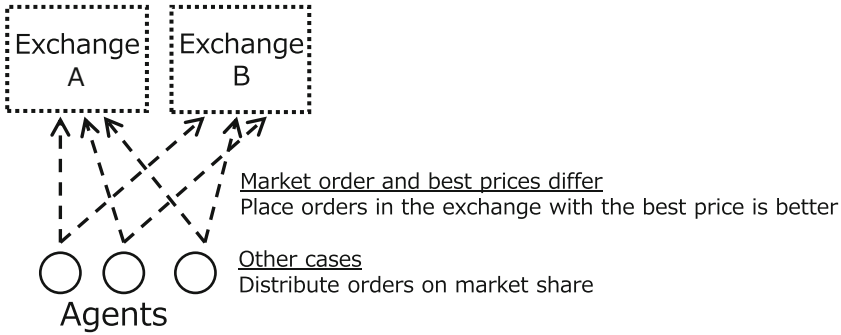 Exchange
A
Exchange
B
Market order and best prices differ
Place orders in the exchange with the best price is better
Other cases
Distribute orders on market share
Agents